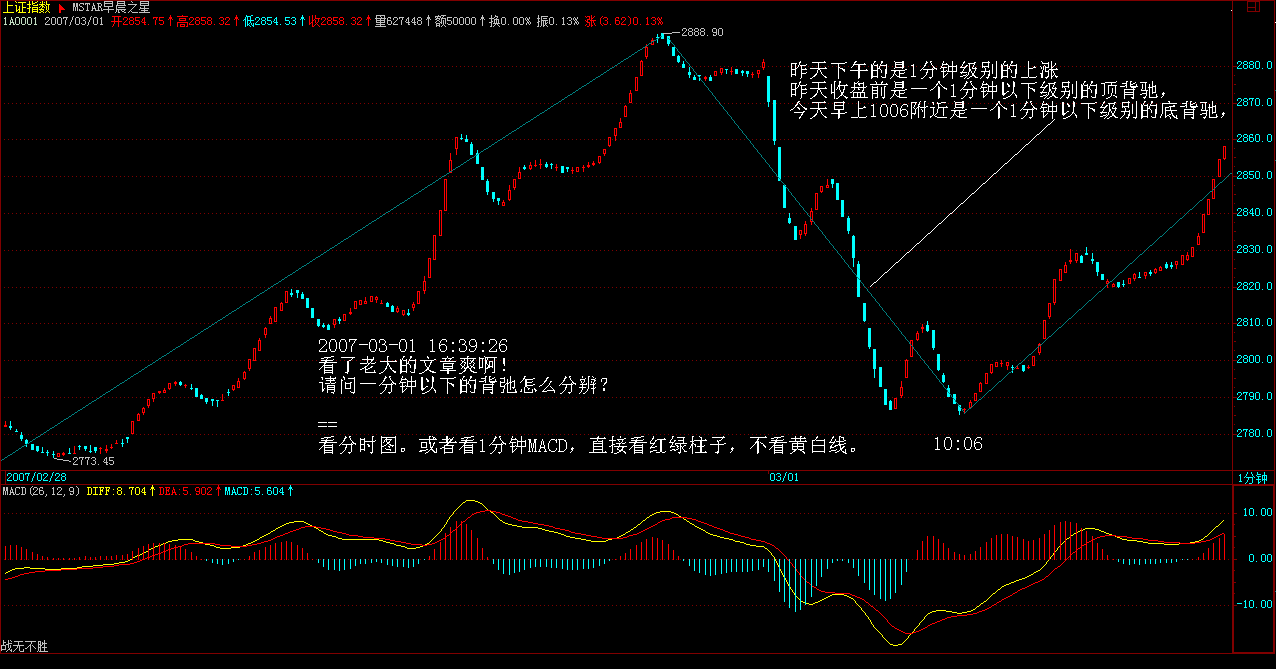 上证指数 MSTAR早晨之星
1A0001 2007/03/01 开2854.75↑高2858.32↑低2854.53↑收2858.32↑量627448↑额50000↑换0.00% 振0.13% 涨(3.62)0.13%
2888.90
昨天下午的是1分钟级别的上涨
昨天收盘前是一个1分钟以下级别的顶背驰,
今天早上1006附近是一个1分钟以下级别的底背驰,
2880.0
2870.0
2860.0
2850.0
2840.0
2830.0
2820.0
2810.0
2800.0
2790.0
2780.0
2007-03-01 16:39:26
看了老大的文章爽啊!
请问一分钟以下的背弛怎么分辨?
==
看分时图。或者看1分钟MACD，直接看红绿柱子，不看黄白线。
10:06
2773.45
2007/02/28 03/01 1分钟
MACD(26,12,9) DIFF:8.704↑DEA:5.902↑MACD:5.604↑
10.00
0.00
-10.00
战无不胜